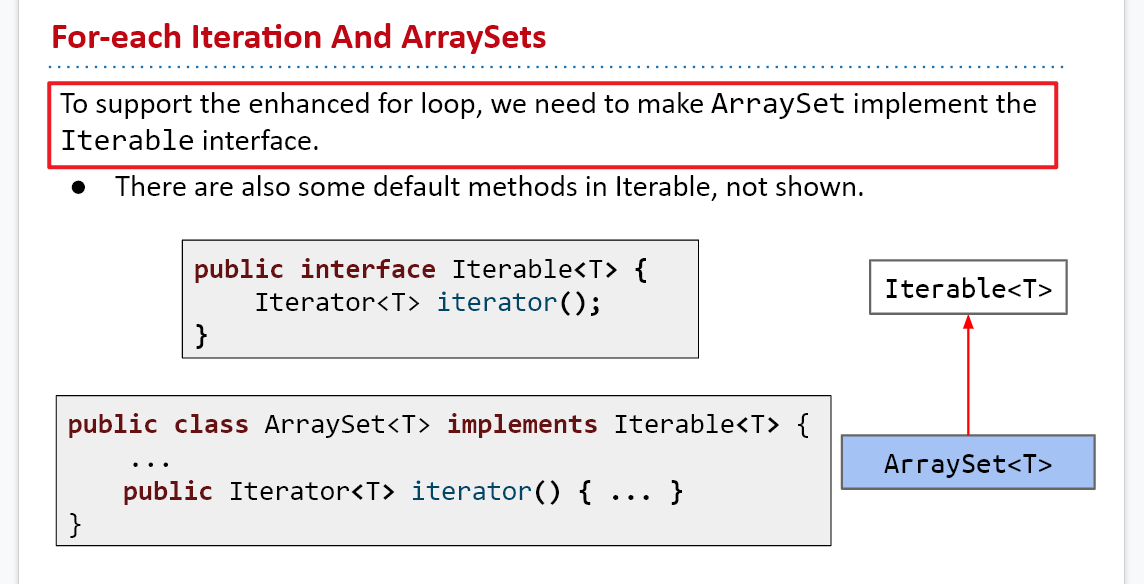 For-each Iteration And ArraySets
To support the enhanced for loop, we need to make ArraySet implement the
Iterable interface.
● There are also some default methods in Iterable, not shown.
public interface Iterable<T> {
Iterator<T> iterator();
}
Iterable<T>
public class ArraySet<T> implements Iterable<T> {
...
public Iterator<T> iterator() { ... }
}
ArraySet<T>